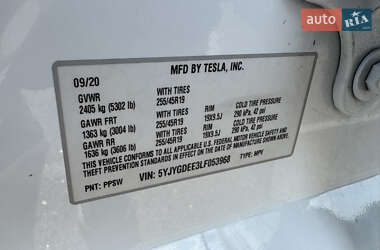 auto RIA.com
MFD BY TESLA, INC.
09/20
GVWR WITH TIRES COLD TIRE PRESSURE
2405 kg (5302 lb) 255/45R19 RIM 290 kPa, 42 psi
GAWR FRT WITH TIRES 19X9.5J COLD TIRE PRESSURE
1363 kg (3004 lb) 255/45R19 RIM 290 kPa, 42 psi
GAWR RR 19X9.5J
1636 kg (3606 lb)
THIS VEHICLE CONFORMS TO ALL APPLICABLE U.S. FEDERAL MOTOR VEHICLE SAFETY AND
THEFT PREVENTION STANDARDS IN EFFECT ON THE DATE OF MANUFACTURE SHOWN ABOVE.
PNT: PPSW VIN: 5YJYGDEE3LF053968 TYPE: MPV